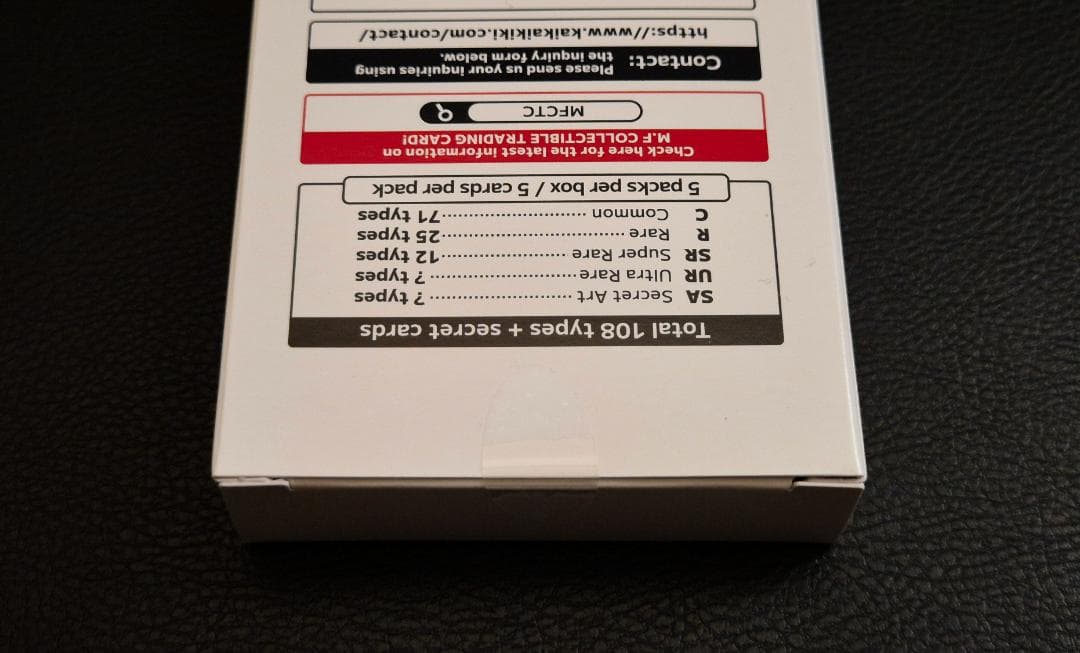 Total 108 types + secret cards
SA Secret Art ................................ ? types
UR Ultra Rare ................................ ? types
SR Super Rare ........................ 12 types
R Rare ........................................ 25 types
C Common ................................ 71 types
5 packs per box / 5 cards per pack
Check here for the latest information on
M.F COLLECTIBLE TRADING CARD!
MFCTC
Contact: Please send us your inquiries using
the inquiry form below.
https://www.kaikaikiki.com/contact/